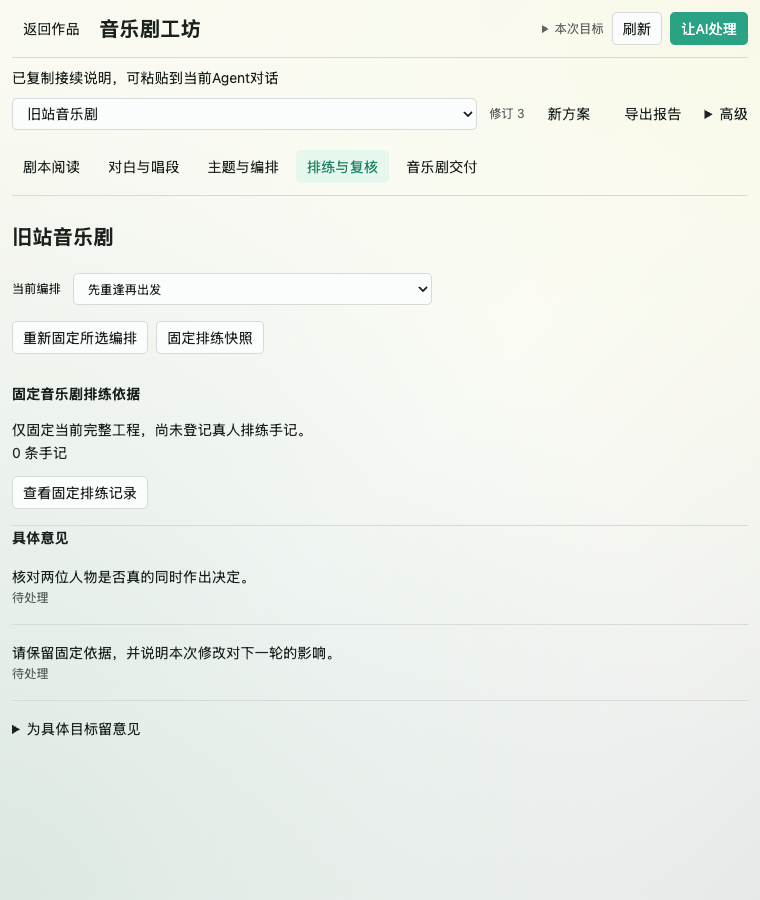 返回作品 音乐剧工坊 ▶ 本次目标 刷新 让AI处理
已复制接续说明，可粘贴到当前Agent对话
旧站音乐剧 修订 3 新方案 导出报告 ▶ 高级
剧本阅读 对白与唱段 主题与编排 排练与复核 音乐剧交付
旧站音乐剧
当前编排 先重逢再出发
重新固定所选编排 固定排练快照
固定音乐剧排练依据
仅固定当前完整工程，尚未登记真人排练手记。
0 条手记
查看固定排练记录
具体意见
核对两位人物是否真的同时作出决定。
待处理
请保留固定依据，并说明本次修改对下一轮的影响。
待处理
▶ 为具体目标留意见